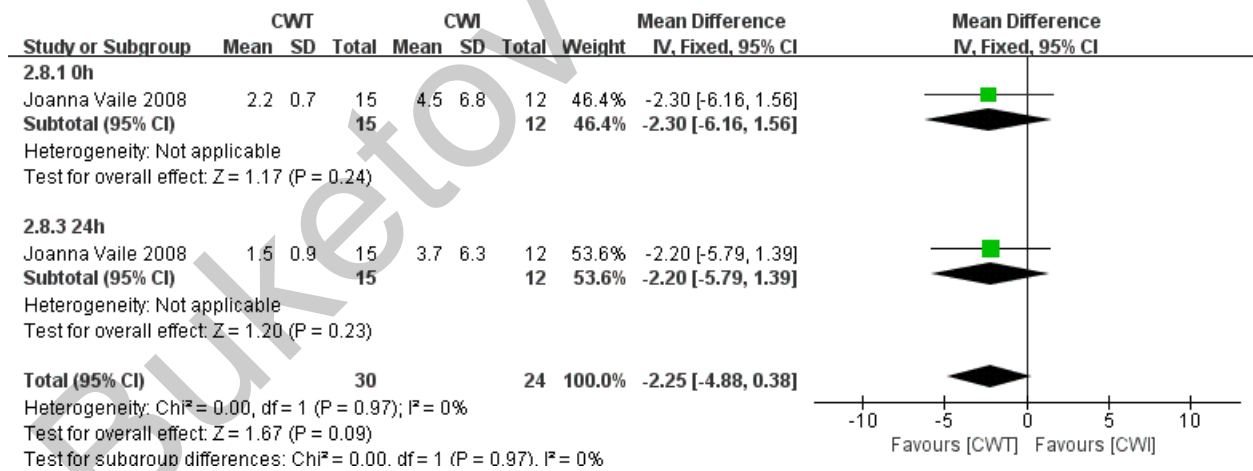 CWT CWI Mean Difference Mean Difference
Study or Subgroup Mean SD Total Mean SD Total Weight IV, Fixed, 95% CI IV, Fixed, 95% CI
2.8.1 0h
Joanna Vaile 2008 2.2 0.7 15 4.5 6.8 12 46.4% -2.30 [-6.16, 1.56]
Subtotal (95% CI) 15 12 46.4% -2.30 [-6.16, 1.56]
Heterogeneity: Not applicable
Test for overall effect: Z = 1.17 (P = 0.24)
2.8.3 24h
Joanna Vaile 2008 1.5 0.9 15 3.7 6.3 12 53.6% -2.20 [-5.79, 1.39]
Subtotal (95% CI) 15 12 53.6% -2.20 [-5.79, 1.39]
Heterogeneity: Not applicable
Test for overall effect: Z = 1.20 (P = 0.23)
Total (95% CI) 30 24 100.0% -2.25 [-4.88, 0.38]
Heterogeneity: Chi² = 0.00, df = 1 (P = 0.97); I² = 0%
Test for overall effect: Z = 1.67 (P = 0.09)
Test for subgroup differences: Chi² = 0.00, df = 1 (P = 0.97), I² = 0%
-10 -5 0 5 10
Favours [CWT] Favours [CWI]
Buketov